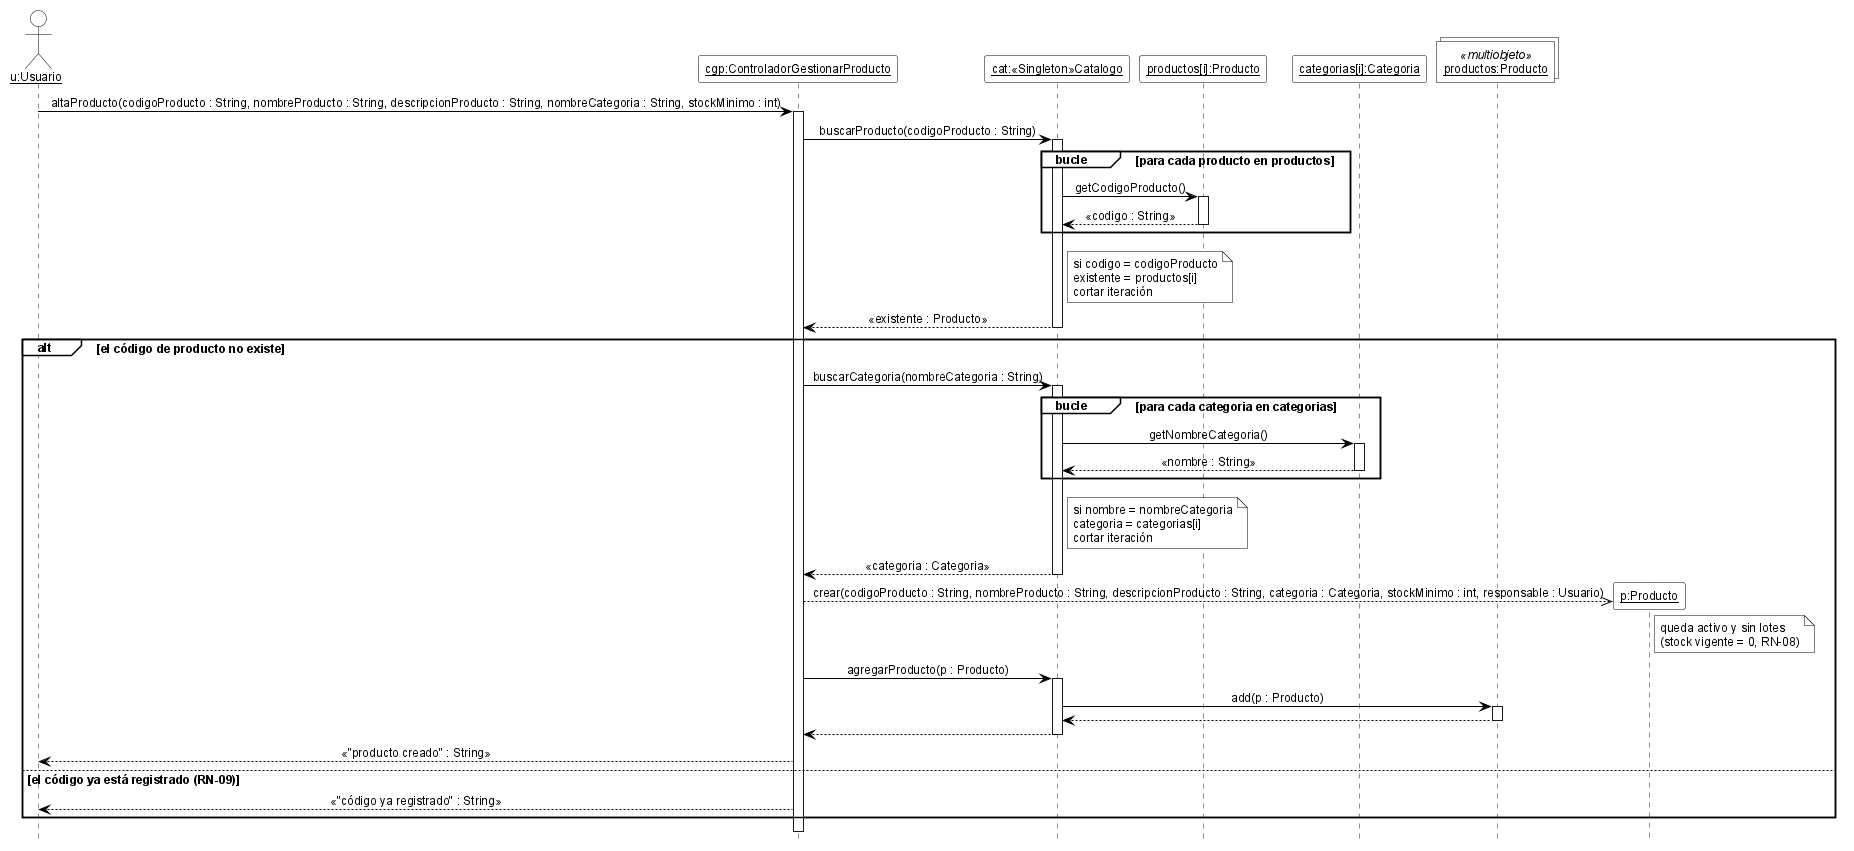 u:Usuario
cgp:ControladorGestionarProducto
cat:«Singleton»Catalogo
productos[i]:Producto
categorias[i]:Categoria
«multiobjeto»
productos:Producto
altaProducto(codigoProducto : String, nombreProducto : String, descripcionProducto : String, nombreCategoria : String, stockMinimo : int)
buscarProducto(codigoProducto : String)
bucle
[para cada producto en productos]
getCodigoProducto()
«codigo : String»
si codigo = codigoProducto
existente = productos[i]
cortar iteración
«existente : Producto»
alt
[el código de producto no existe]
buscarCategoria(nombreCategoria : String)
bucle
[para cada categoria en categorias]
getNombreCategoria()
«nombre : String»
si nombre = nombreCategoria
categoria = categorias[i]
cortar iteración
«categoria : Categoria»
crear(codigoProducto : String, nombreProducto : String, descripcionProducto : String, categoria : Categoria, stockMinimo : int, responsable : Usuario)
p:Producto
queda activo y sin lotes
(stock vigente = 0, RN-08)
agregarProducto(p : Producto)
add(p : Producto)
«"producto creado" : String»
[el código ya está registrado (RN-09)]
«"código ya registrado" : String»